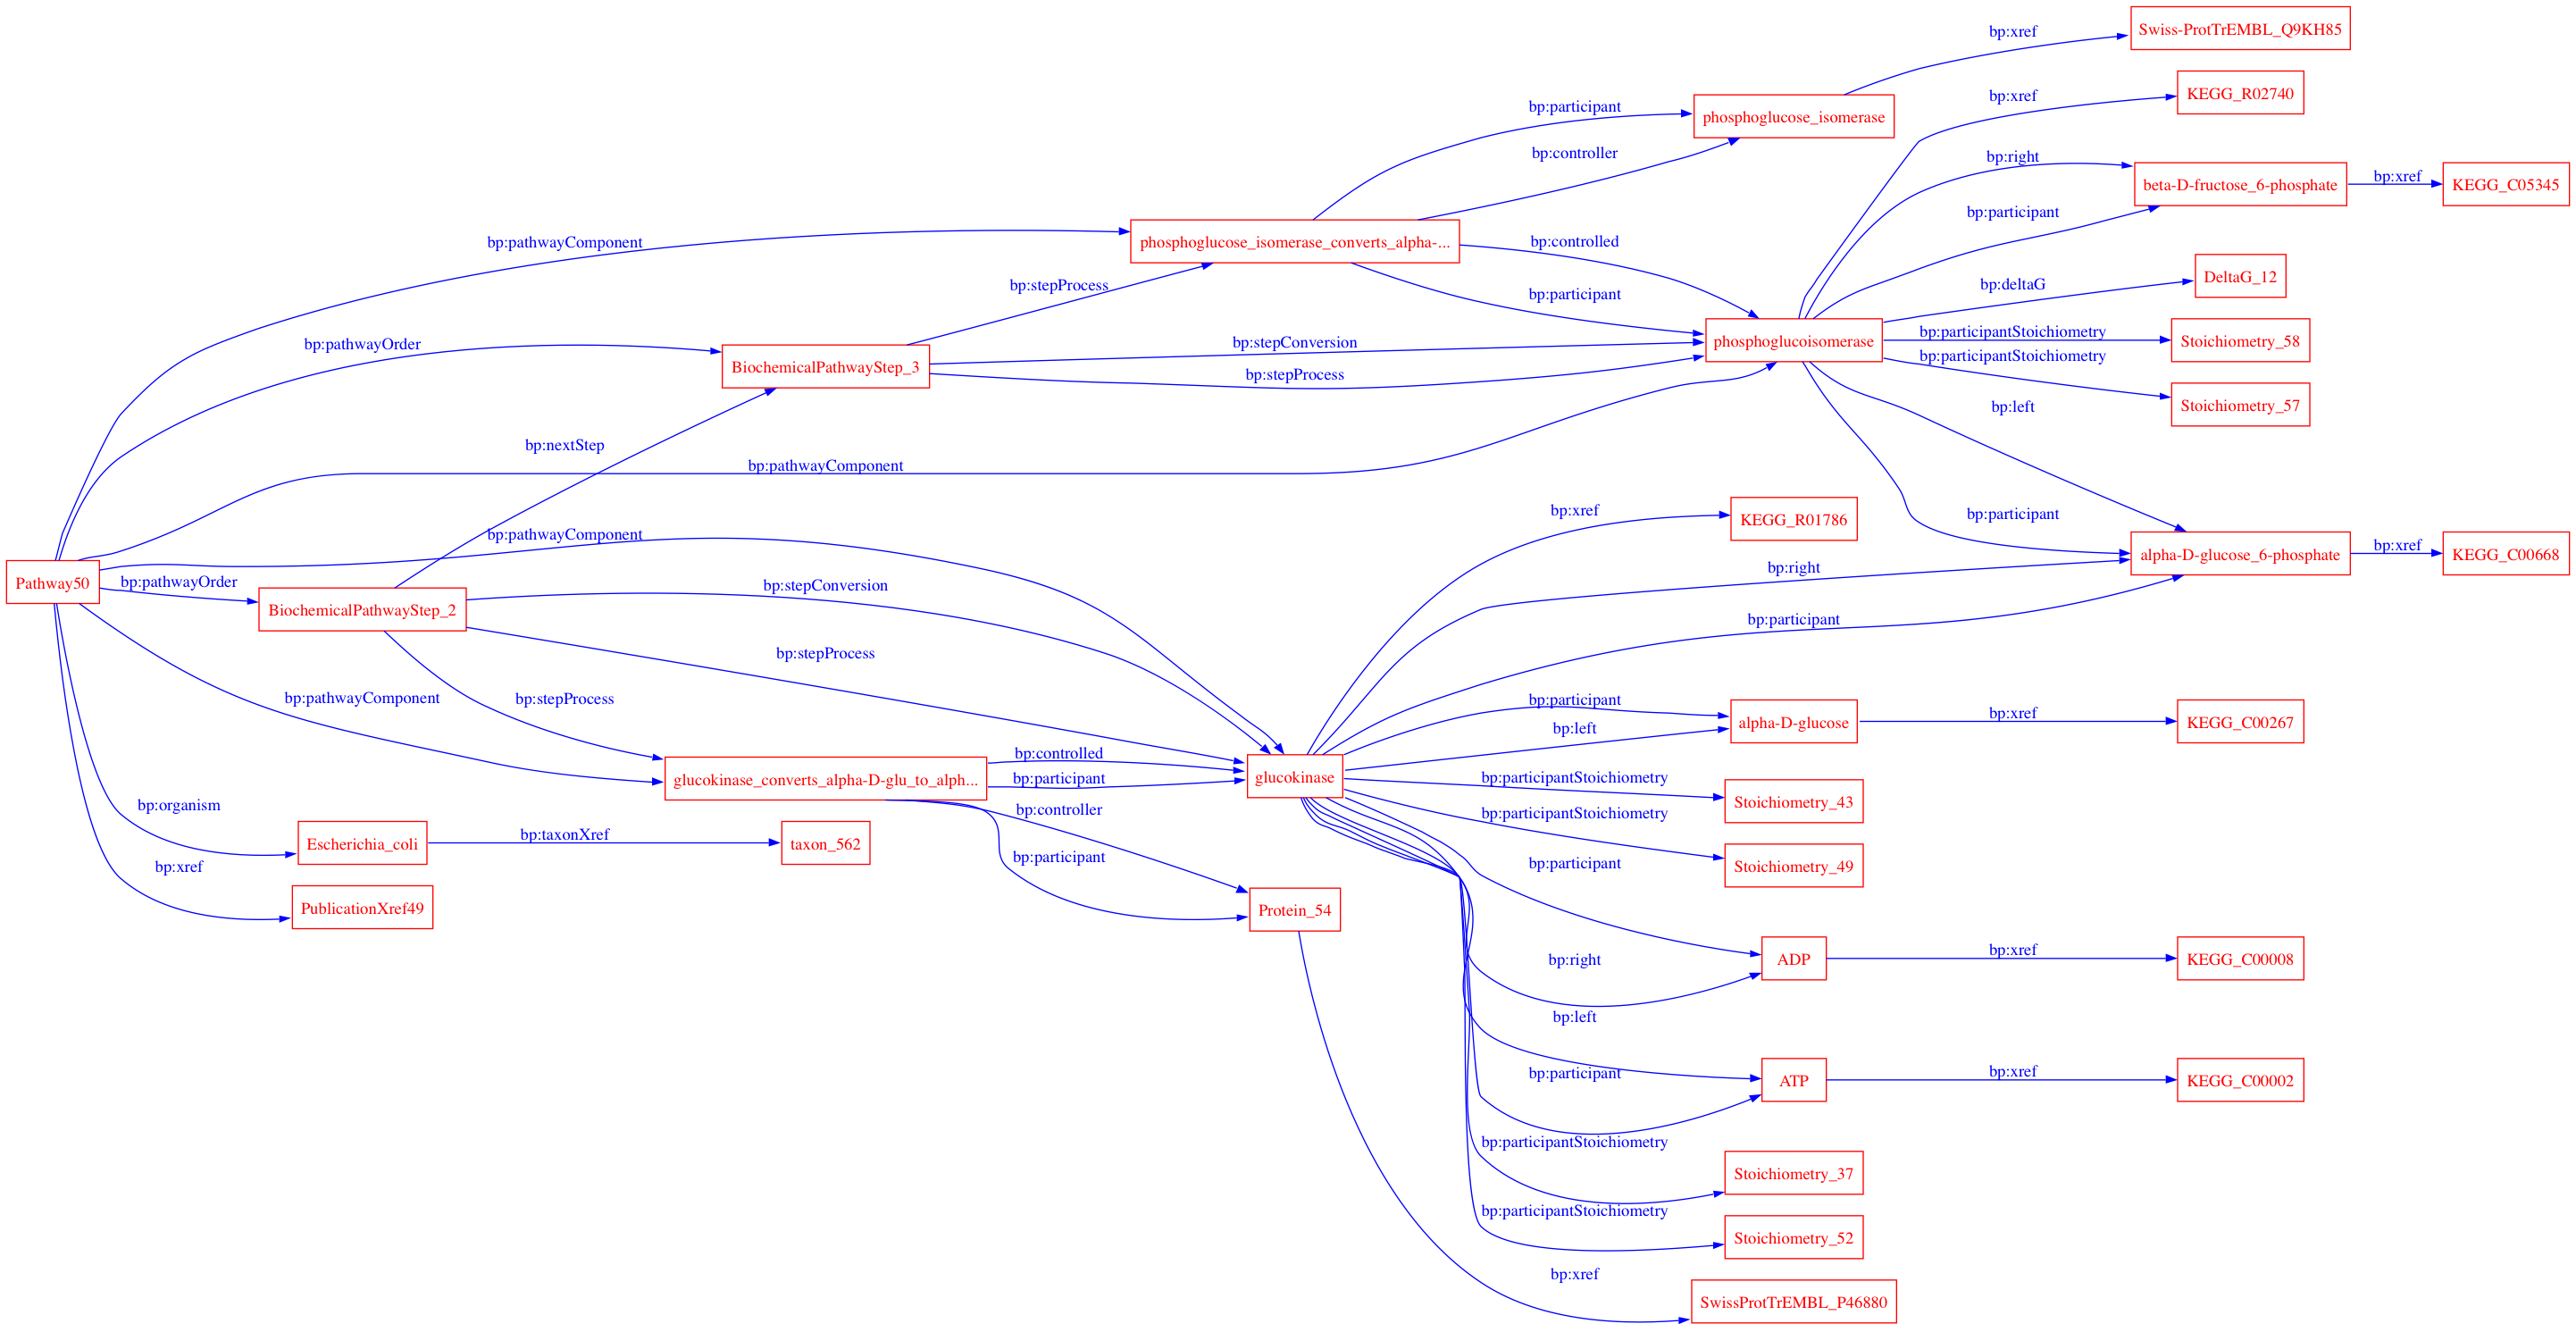 Swiss-ProtTrEMBL_Q9KH85
bp:xref
KEGG_R02740
bp:xref
bp:participant
phosphoglucose_isomerase
bp:controller
bp:right
beta-D-fructose_6-phosphate
bp:xref
KEGG_C05345
bp:participant
bp:pathwayComponent
phosphoglucose_isomerase_converts_alpha-...
bp:controlled
bp:stepProcess
bp:participant
bp:deltaG
DeltaG_12
bp:pathwayOrder
BiochemicalPathwayStep_3
bp:stepConversion
bp:stepProcess
phosphoglucoisomerase
bp:participantStoichiometry
Stoichiometry_58
bp:participantStoichiometry
Stoichiometry_57
bp:left
bp:nextStep
bp:pathwayComponent
bp:xref
KEGG_R01786
bp:participant
bp:pathwayComponent
alpha-D-glucose_6-phosphate
bp:xref
KEGG_C00668
Pathway50
bp:pathwayOrder
BiochemicalPathwayStep_2
bp:stepConversion
bp:right
bp:participant
bp:stepProcess
bp:pathwayComponent
bp:stepProcess
bp:participant
bp:left
alpha-D-glucose
bp:xref
KEGG_C00267
glucokinase_converts_alpha-D-glu_to_alph...
bp:controlled
bp:participant
glucokinase
bp:participantStoichiometry
Stoichiometry_43
bp:organism
bp:controller
bp:participantStoichiometry
Escherichia_coli
bp:taxonXref
taxon_562
bp:participant
bp:participant
Stoichiometry_49
bp:xref
PublicationXref49
Protein_54
bp:right
ADP
bp:xref
KEGG_C00008
bp:left
bp:participant
ATP
bp:xref
KEGG_C00002
bp:participantStoichiometry
Stoichiometry_37
bp:participantStoichiometry
Stoichiometry_52
bp:xref
SwissProtTrEMBL_P46880